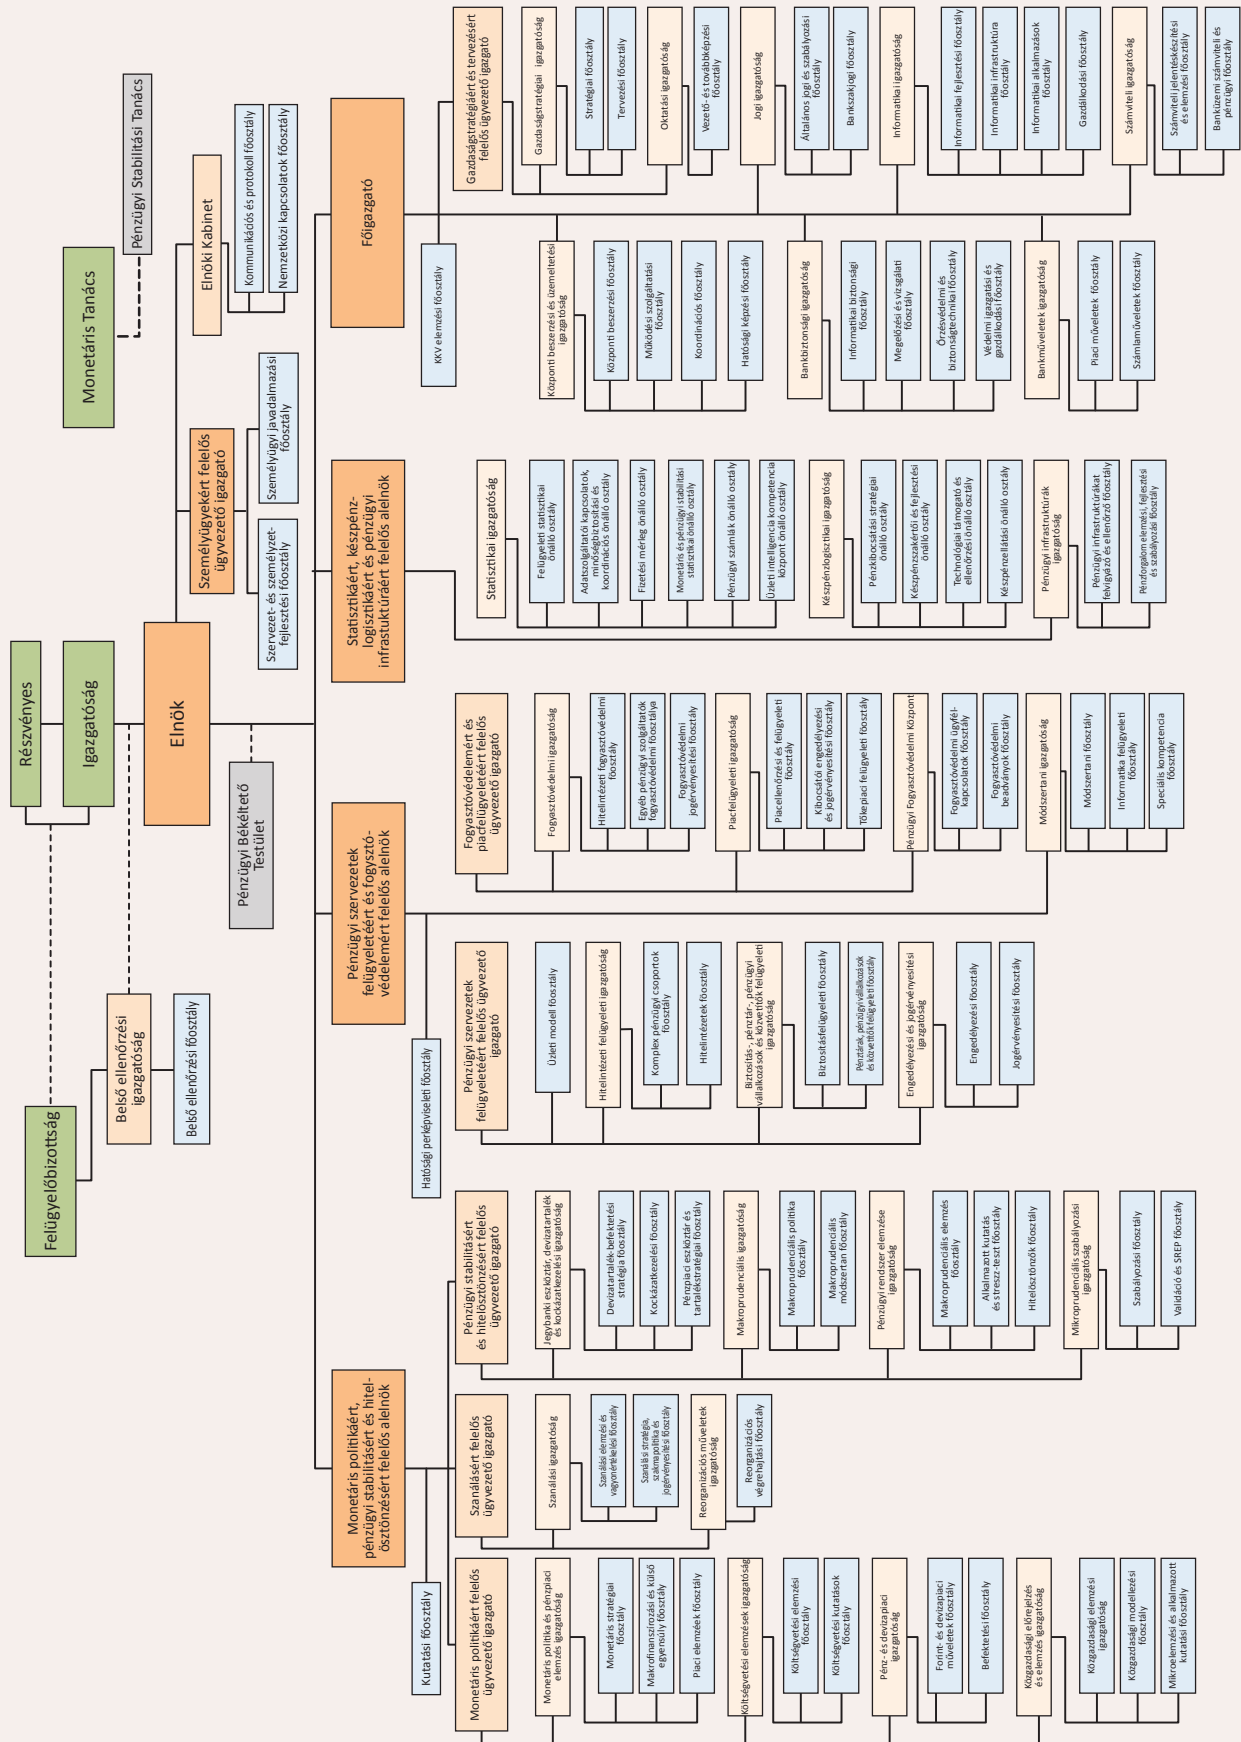 Részvényes
Igazgatóság
Felügyelőbizottság
Belső ellenőrzési
igazgatóság
Belső ellenőrzési főosztály
Monetáris Tanács
Pénzügyi Stabilitási Tanács
Elnök
Pénzügyi Békéltető
Testület
Személyügyekért felelős
ügyvezető igazgató
Szervezet- és személyzet-
fejlesztési főosztály
Személyügyi javadalmazási
főosztály
Elnöki Kabinet
Kommunikációs és protokoll főosztály
Nemzetközi kapcsolatok főosztály
Monetáris politikáért,
pénzügyi stabilitásért és hitel-
ösztönzésért felelős alelnök
Kutatási főosztály
Monetáris politikáért felelős
ügyvezető igazgató
Monetáris politika és pénzpiaci
elemzés igazgatóság
Monetáris stratégiai
főosztály
Makrofinanszírozási és külső
egyensúly főosztály
Piaci elemzéek főosztály
Költségvetési elemzések igazgatóság
Költségvetési elemzési
főosztály
Költségvetési kutatások
főosztály
Pénz- és devizapiaci
igazgatóság
Forint- és devizapiaci
műveletek főosztály
Befektetési főosztály
Közgazdasági előrejelzés
és elemzés igazgatóság
Közgazdasági elemzési
igazgatóság
Közgazdasági modellezési
főosztály
Mikroelemzési és alkalmazott
kutatási főosztály
Szanálásért felelős
ügyvezető igazgató
Szanálási igazgatóság
Szanálási elemzési és
vagyonértékelési főosztály
Szanálási stratégia,
szakmapolitika és
jogérvényesítési főosztály
Reorganizációs műveletek
igazgatóság
Reorganizációs
végrehajtási főosztály
Pénzügyi stabilitásért
és hitelösztönzésért felelős
ügyvezető igazgató
Jegybanki eszköztár, devizatartalék
és kockázatkezelési igazgatóság
Devizatartalék-befektetési
stratégia főosztály
Kockázatkezelési főosztály
Pénzpiaci eszköztár és
tartalékstratégiai főosztály
Makroprudenciális igazgatóság
Makroprudenciális politika
főosztály
Makroprudenciális
módszertan főosztály
Pénzügyi rendszer elemzése
igazgatóság
Makroprudenciális elemzés
főosztály
Alkalmazott kutatás
és stressz-teszt főosztály
Hitelösztönzők főosztály
Mikroprudenciális szabályozási
igazgatóság
Szabályozási főosztály
Validáció és SREP főosztály
Pénzügyi szervezetek
felügyeletéért és fogysztó-
védelemért felelős alelnök
Hatósági perképviseleti főosztály
Pénzügyi szervezetek
felügyeletéért felelős ügyvezető
igazgató
Üzleti modell főosztály
Hitelintézeti felügyeleti igazgatóság
Komplex pénzügyi csoportok
főosztály
Hitelintézetek főosztály
Biztosítás-, pénztár-, pénzügyi
vállalkozások és közvetítők felügyeleti
igazgatóság
Biztosításfelügyeleti főosztály
Pénztárak, pénzügyi vállalkozások
és közvetítők felügyeleti főosztály
Engedélyezési és jogérvényesítési
igazgatóság
Engedélyezési főosztály
Jogérvényesítési főosztály
Fogyasztóvédelemért és
piacfelügyeletéért felelős
ügyvezető igazgató
Fogyasztóvédelmi igazgatóság
Hitelintézeti fogyasztóvédelmi
főosztály
Egyéb pénzügyi szolgáltatók
fogyasztóvédelmi főosztálya
Fogyasztóvédelmi
jogérvényesítési főosztály
Piacfelügyeleti igazgatóság
Piacellenőrzési és felügyeleti
főosztály
Kibocsátói engedélyezési
és jogérvényesítési főosztály
Tőkepiaci felügyeleti főosztály
Pénzügyi Fogyasztóvédelmi Központ
Fogyasztóvédelmi ügyfél-
kapcsolatok főosztály
Fogyasztóvédelmi
beadványok főosztály
Módszertani igazgatóság
Módszertani főosztály
Informatika felügyeleti
főosztály
Speciális kompetencia
főosztály
Statisztikáért, készpénz-
logisztikáért és pénzügyi
infrastuktúráért felelős alelnök
Statisztikai igazgatóság
Felügyeleti statisztikai
önálló osztály
Adatszolgáltatói kapcsolatok,
minőségbiztosítási és
koordinációs önálló osztály
Fizetési mérleg önálló osztály
Monetáris és pénzügyi stabilitási
statisztikai önálló osztály
Pénzügyi számlák önálló osztály
Üzleti intelligencia kompetencia
központ önálló osztály
Készpénzlogisztikai igazgatóság
Pénzkibocsátási stratégiai
önálló osztály
Készpénzszakértői és fejlesztési
önálló osztály
Technológiai támogató és
ellenőrzési önálló osztály
Készpénzellátási önálló osztály
Pénzügyi infrastruktúrák
igazgatóság
Pénzügyi infrastruktúrákat
felvigyázó és ellenőrző főosztály
Pénzforgalom elemzési, fejlesztési
és szabályozási főosztály
Főigazgató
KKV elemzési főosztály
Központi beszerzési és üzemeltetési
igazgatóság
Központi beszerzési főosztály
Működési szolgáltatási
főosztály
Koordinációs főosztály
Hatósági képzési főosztály
Bankbiztonsági igazgatóság
Informatikai biztonsági
főosztály
Megelőzési és vizsgálati
főosztály
Őrzésvédelmi és
biztonságtechnikai főosztály
Védelmi igazgatási és
gazdálkodási főosztály
Bankműveletek igazgatóság
Piaci műveletek főosztály
Számlaműveletek főosztály
Gazdaságstratégiáért és tervezésért
felelős ügyvezető igazgató
Gazdaságstratégiai igazgatóság
Stratégiai főosztály
Tervezési főosztály
Oktatási igazgatóság
Vezető- és továbbképzési
főosztály
Jogi igazgatóság
Általános jogi és szabályozási
főosztály
Bankszakjogi főosztály
Informatikai igazgatóság
Informatikai fejlesztési főosztály
Informatikai infrastruktúra
főosztály
Informatikai alkalmazások
főosztály
Gazdálkodási főosztály
Számviteli igazgatóság
Számviteli jelentéskészítési
és elemzési főosztály
Banküzemi számviteli és
pénzügyi főosztály